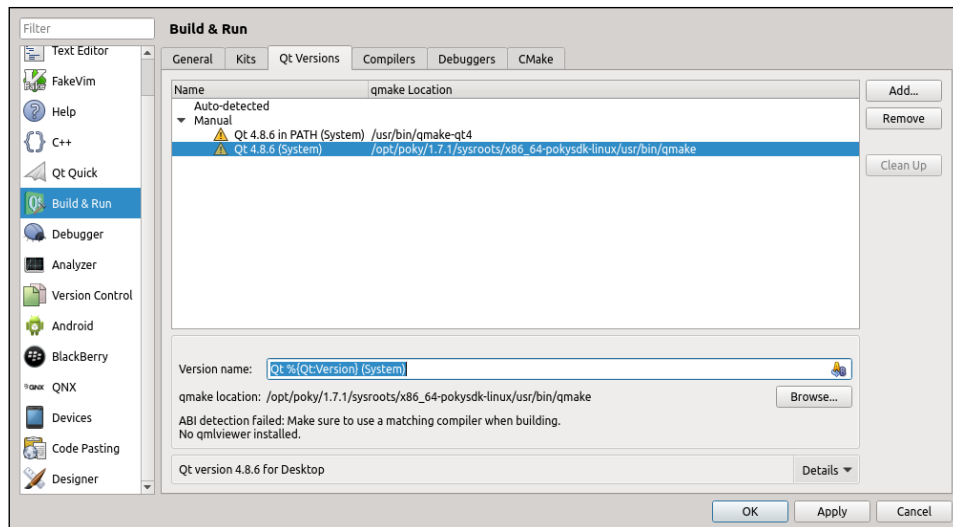 Filter
Text Editor
FakeVim
Help
C++
Qt Quick
Build & Run
Debugger
Analyzer
Version Control
Android
BlackBerry
QNX
QNX
Devices
Code Pasting
Designer
Build & Run
General Kits Qt Versions Compilers Debuggers CMake
Name qmake Location
Auto-detected
Manual
Qt 4.8.6 in PATH (System) /usr/bin/qmake-qt4
Qt 4.8.6 (System) /opt/poky/1.7.1/sysroots/x86_64-pokysdk-linux/usr/bin/qmake
Add...
Remove
Clean Up
Version name: Qt %{Qt:Version} (System)
qmake location: /opt/poky/1.7.1/sysroots/x86_64-pokysdk-linux/usr/bin/qmake Browse...
ABI detection failed: Make sure to use a matching compiler when building.
No qmlviewer installed.
Qt version 4.8.6 for Desktop Details
OK Apply Cancel